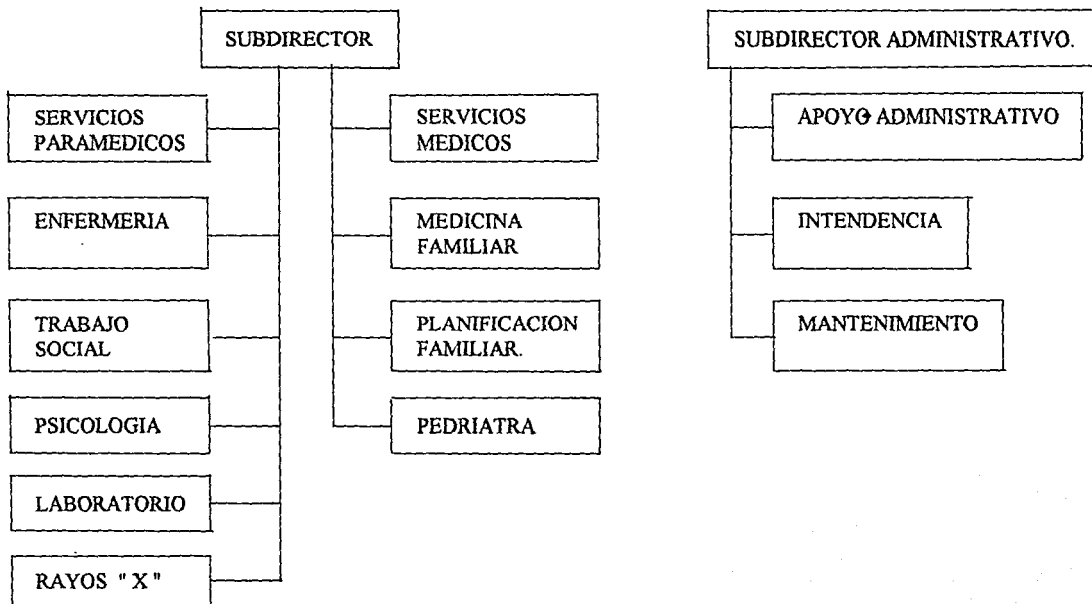 SUBDIRECTOR
SUBDIRECTOR ADMINISTRATIVO.
SERVICIOS
PARAMEDICOS
SERVICIOS
MEDICOS
APOYO ADMINISTRATIVO
ENFERMERIA
MEDICINA
FAMILIAR
INTENDENCIA
TRABAJO
SOCIAL
PLANIFICACION
FAMILIAR.
MANTENIMIENTO
PSICOLOGIA
PEDRIATRA
LABORATORIO
RAYOS " X "